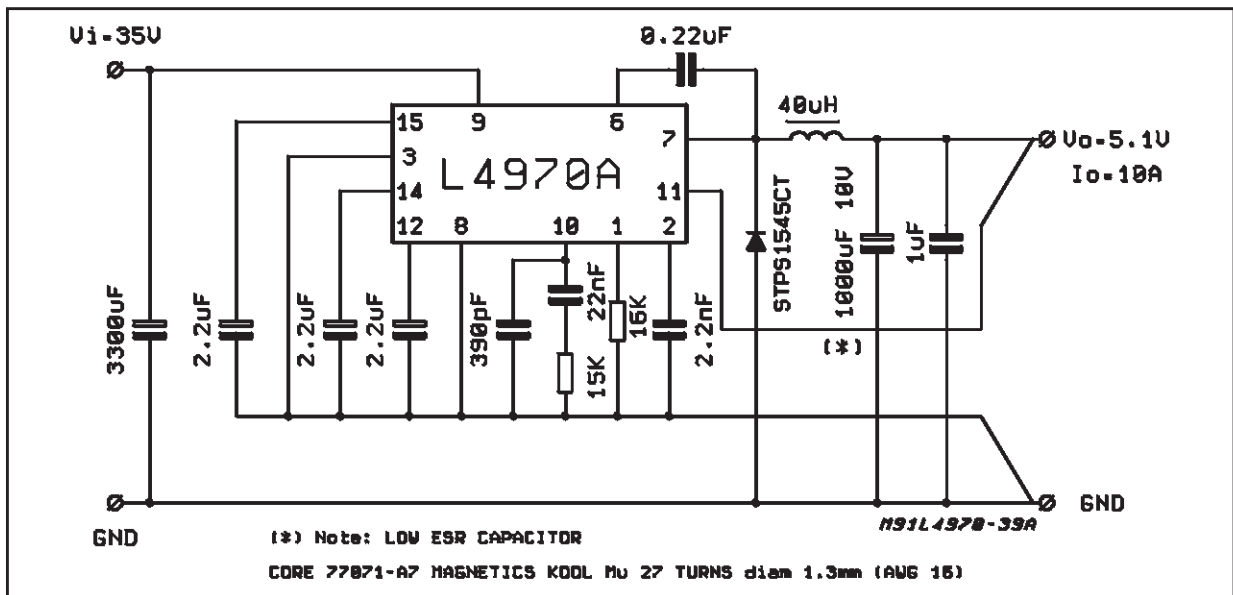 Vi=35V
0.22uF
15
9
6
7
3
L4970A
14
11
12
8
10
1
2
40uH
Vo=5.1V
Io=10A
3300uF
2.2uF
2.2uF
2.2uF
390pF
22nF
15K
16K
2.2nF
STPS1545CT
1000uF 10V
(*)
1uF
GND
GND
M91L4970-39A
(*) Note: LOW ESR CAPACITOR
CORE 77071-A7 MAGNETICS KOOL Mu 27 TURNS diam 1.3mm (AWG 16)